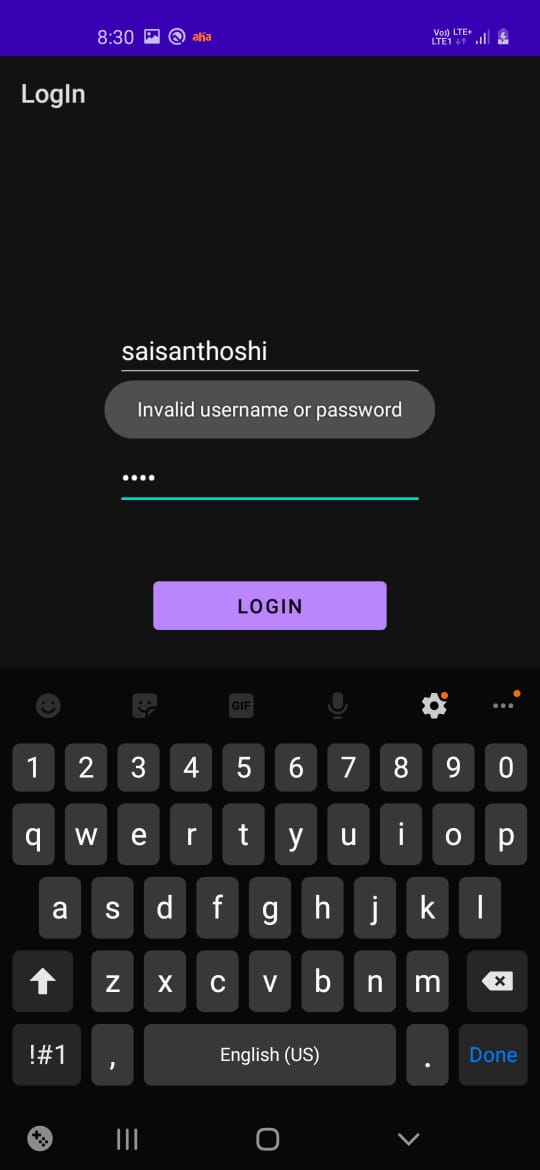 8:30 aha Vo)) LTE+
LTE1 ↓↑
LogIn
saisanthoshi
Invalid username or password
••••
LOGIN
GIF
1 2 3 4 5 6 7 8 9 0
q w e r t y u i o p
a s d f g h j k l
z x c v b n m
!#1 , English (US) . Done